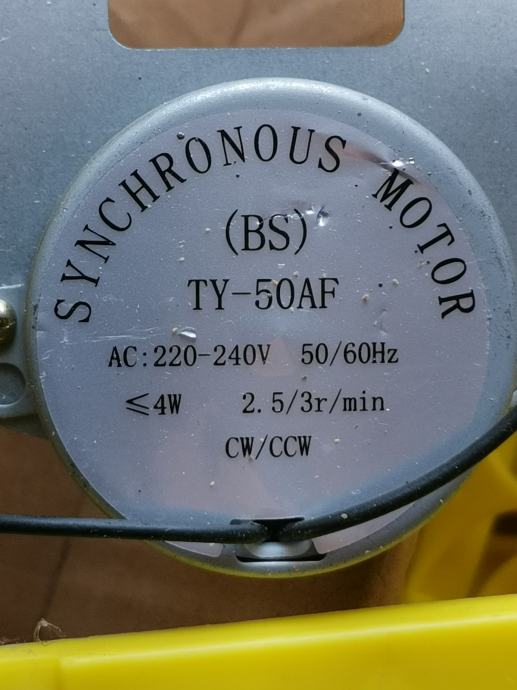 SYNCHRONOUS MOTOR
(BS)
TY-50AF
AC:220-240V 50/60Hz
≤4W 2.5/3r/min
CW/CCW